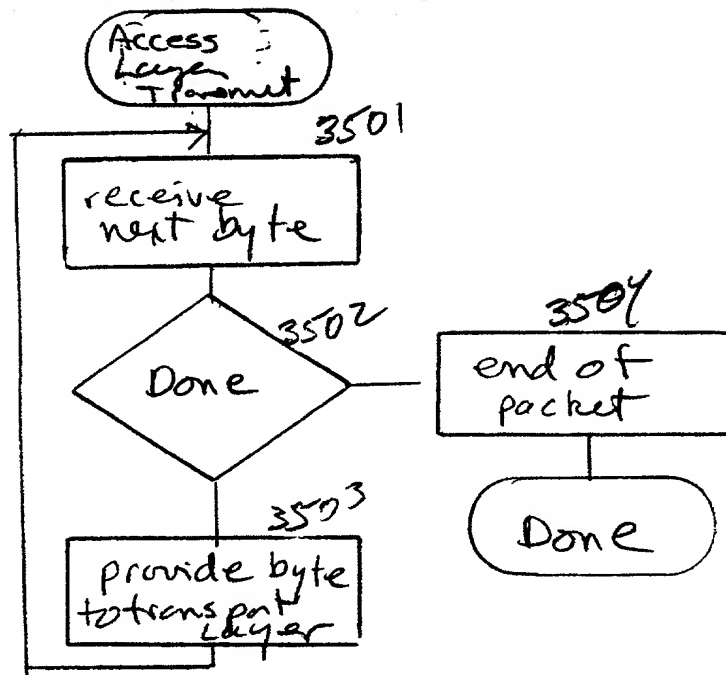 Access
Layer
Transmit
3501
receive
next byte
3502
Done
3503
provide byte
to transport
Layer
3504
end of
packet
Done